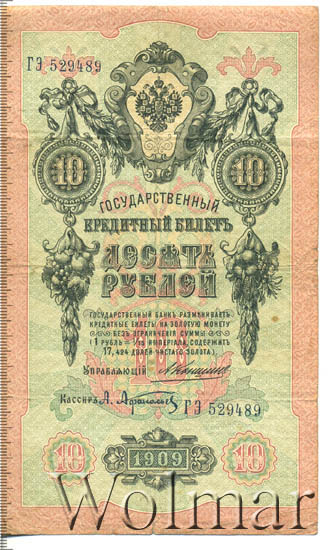 ГЭ 529489
10 10
ГОСУДАРСТВЕННЫЙ
КРЕДИТНЫЙ БИЛЕТЪ
ДЕСЯТЬ
РУБЛЕЙ
ГОСУДАРСТВЕННЫЙ БАНКЪ РАЗМѢНИВАЕТЪ
КРЕДИТНЫЕ БИЛЕТЫ НА ЗОЛОТУЮ МОНЕТУ
БЕЗЪ ОГРАНИЧЕНІЯ СУММЫ
(1 РУБЛЬ = 1/15 ИМПЕРІАЛА, СОДЕРЖИТЪ
17,424 ДОЛЕЙ ЧИСТАГО ЗОЛОТА)
УПРАВЛЯЮЩІЙ
Кассиръ ГЭ 529489
10 1909 10
Wolmar